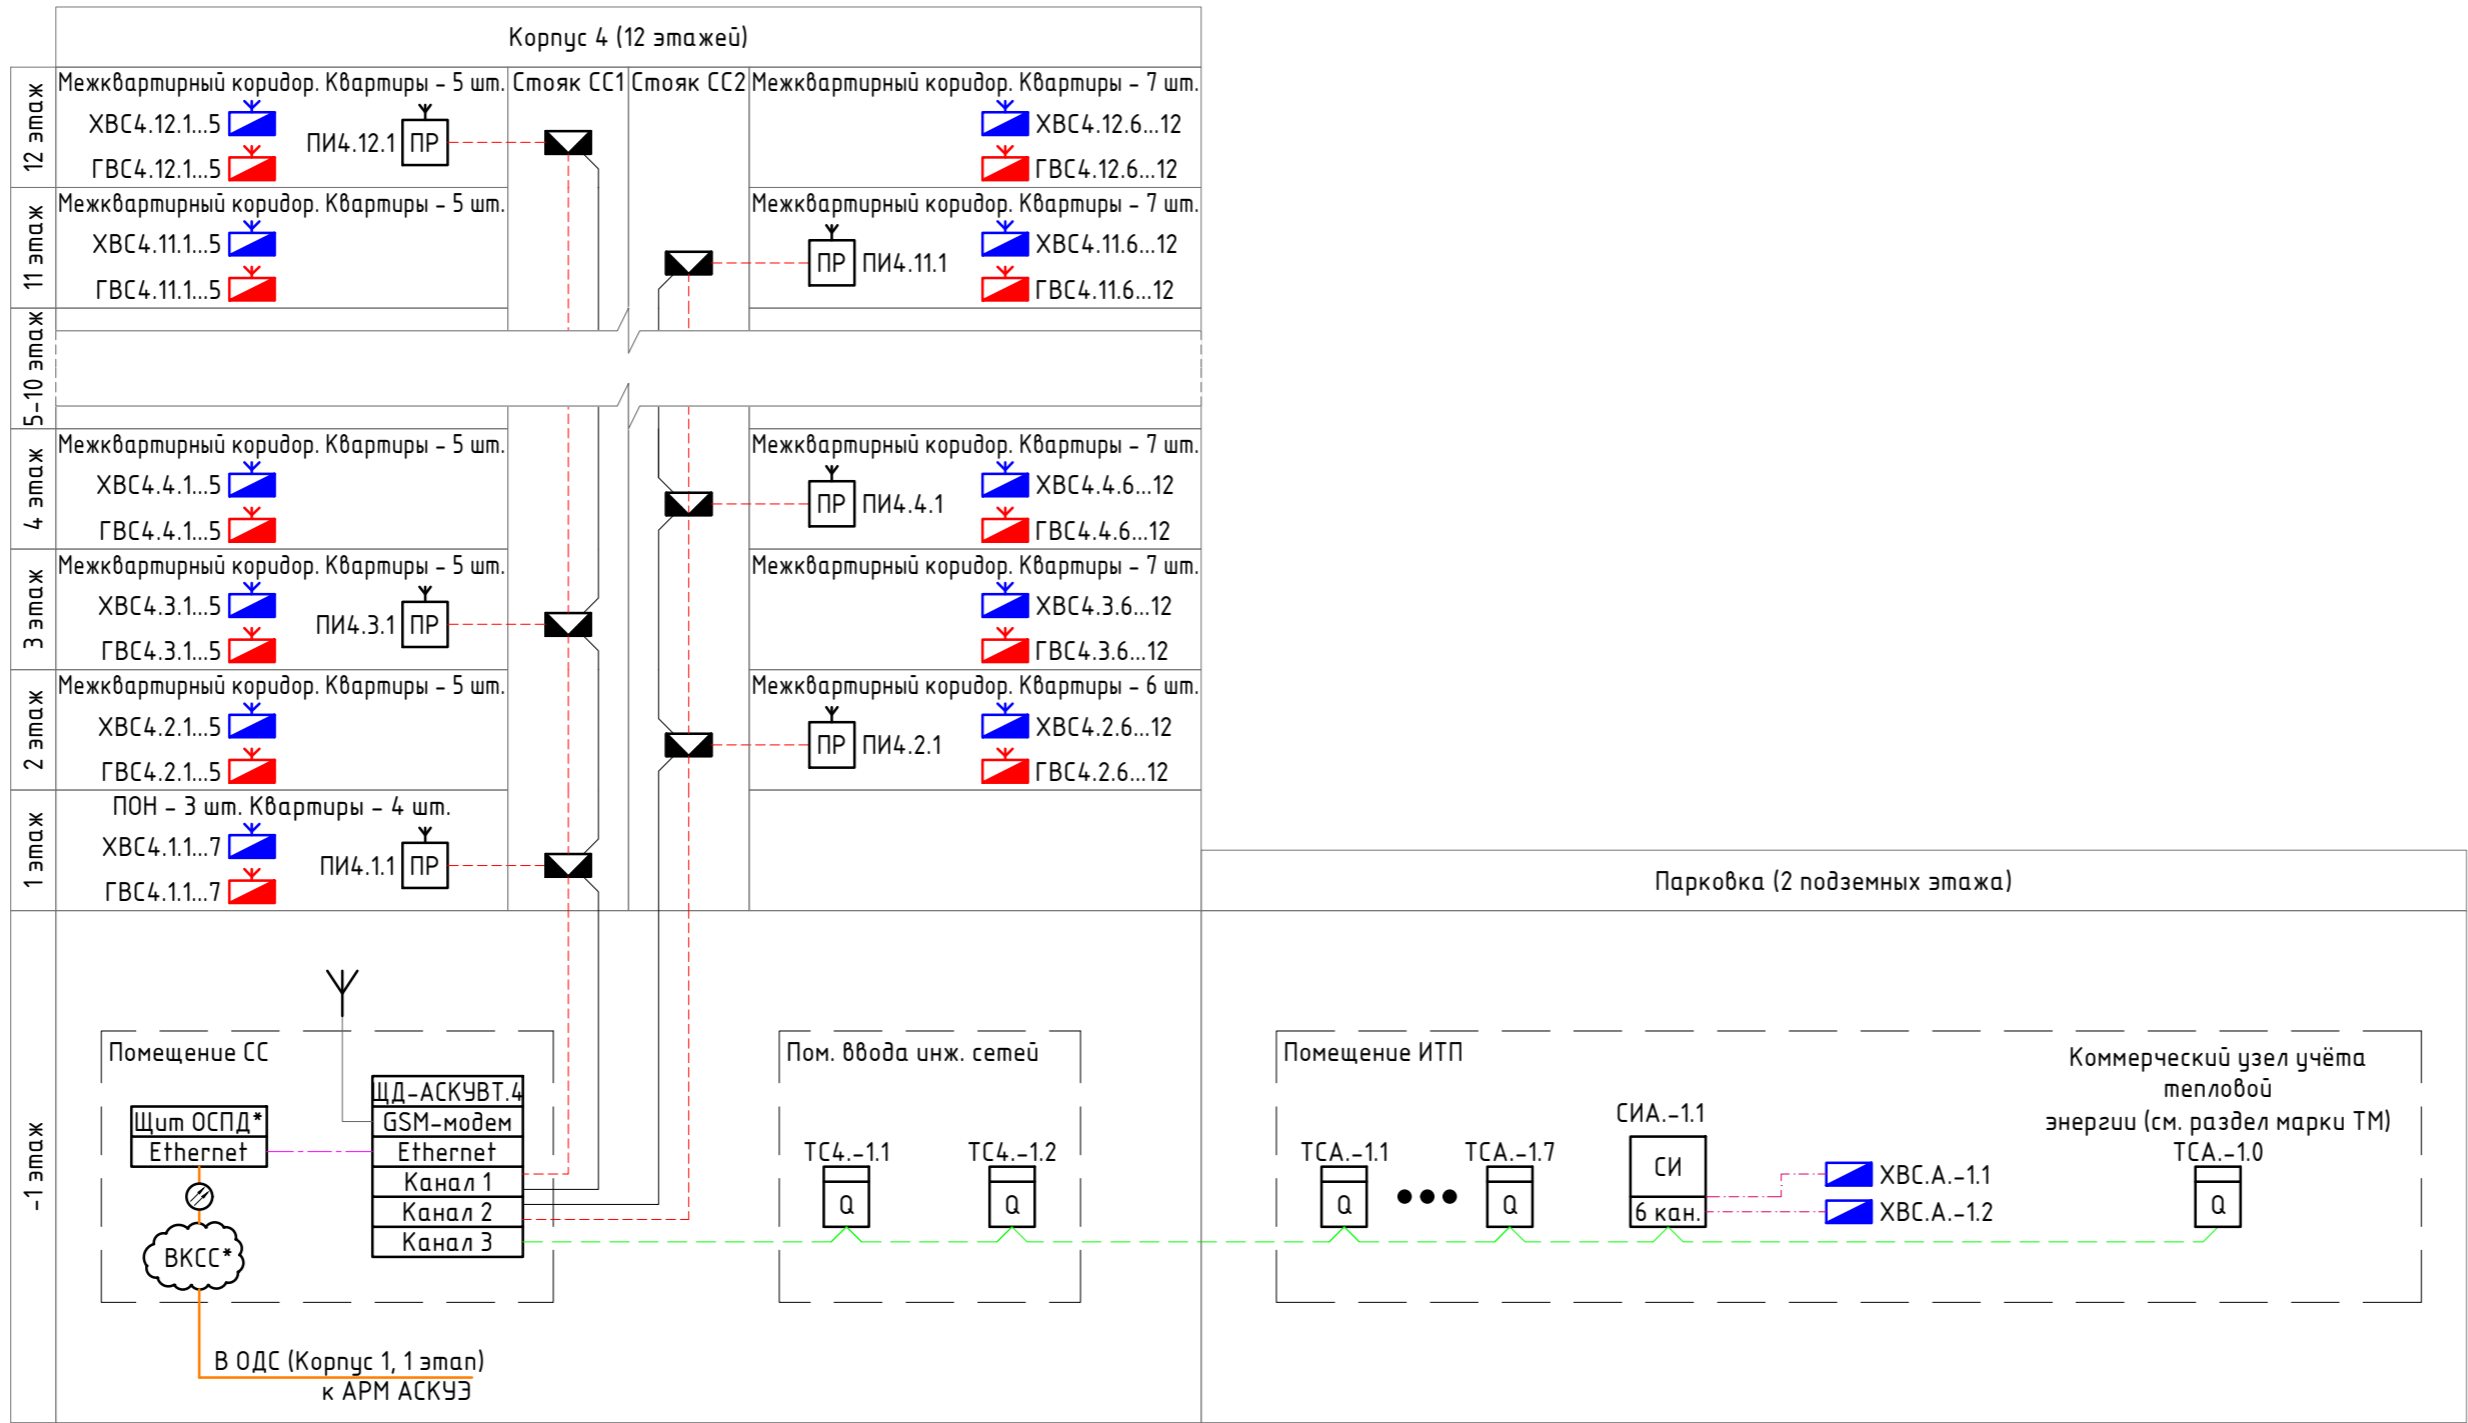 Корпус 4 (12 этажей)
12 этаж
Межквартирный коридор. Квартиры - 5 шт.
Стояк СС1
Стояк СС2
Межквартирный коридор. Квартиры - 7 шт.
ХВС4.12.1...5
ПИ4.12.1
ПР
ГВС4.12.1...5
ХВС4.12.6...12
ГВС4.12.6...12
11 этаж
Межквартирный коридор. Квартиры - 5 шт.
Межквартирный коридор. Квартиры - 7 шт.
ХВС4.11.1...5
ГВС4.11.1...5
ПР
ПИ4.11.1
ХВС4.11.6...12
ГВС4.11.6...12
5-10 этаж
4 этаж
Межквартирный коридор. Квартиры - 5 шт.
Межквартирный коридор. Квартиры - 7 шт.
ХВС4.4.1...5
ГВС4.4.1...5
ПР
ПИ4.4.1
ХВС4.4.6...12
ГВС4.4.6...12
3 этаж
Межквартирный коридор. Квартиры - 5 шт.
Межквартирный коридор. Квартиры - 7 шт.
ХВС4.3.1...5
ПИ4.3.1
ПР
ГВС4.3.1...5
ХВС4.3.6...12
ГВС4.3.6...12
2 этаж
Межквартирный коридор. Квартиры - 5 шт.
Межквартирный коридор. Квартиры - 6 шт.
ХВС4.2.1...5
ГВС4.2.1...5
ПР
ПИ4.2.1
ХВС4.2.6...12
ГВС4.2.6...12
1 этаж
ПОН - 3 шт. Квартиры - 4 шт.
ХВС4.1.1...7
ПИ4.1.1
ПР
ГВС4.1.1...7
Парковка (2 подземных этажа)
-1 этаж
Помещение СС
ЩД-АСКУВТ.4
GSM-модем
Ethernet
Канал 1
Канал 2
Канал 3
Щит ОСПД*
Ethernet
ВКСС*
В ОДС (Корпус 1, 1 этап)
к АРМ АСКУЭ
Пом. ввода инж. сетей
ТС4.-1.1
Q
ТС4.-1.2
Q
Помещение ИТП
ТСА.-1.1
Q
ТСА.-1.7
Q
СИА.-1.1
СИ
6 кан.
ХВС.А.-1.1
ХВС.А.-1.2
Коммерческий узел учёта
тепловой
энергии (см. раздел марки ТМ)
ТСА.-1.0
Q